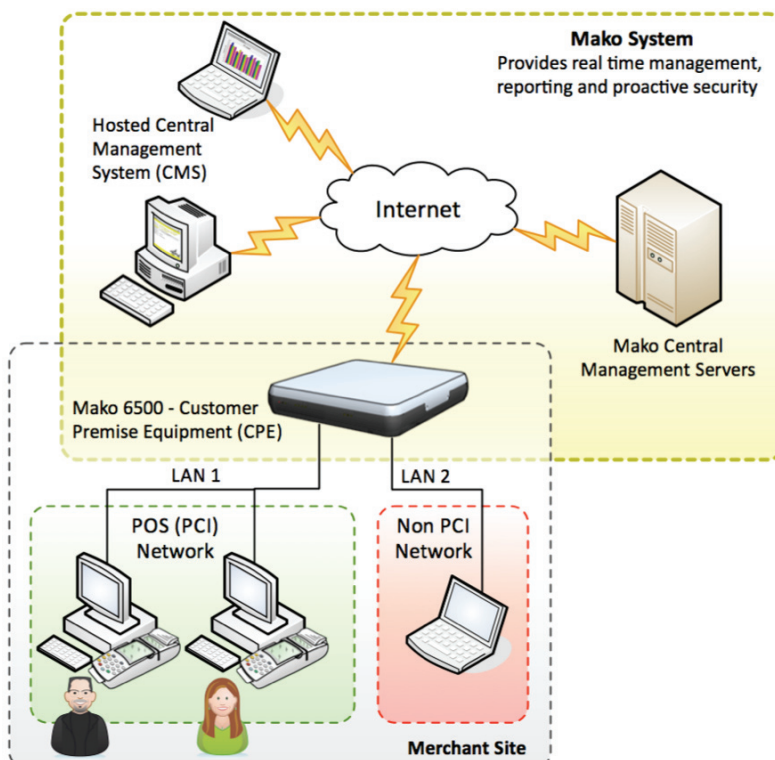 Mako System
Provides real time management,
reporting and proactive security
Hosted Central
Management
System (CMS)
Internet
Mako Central
Management Servers
Mako 6500 - Customer
Premise Equipment (CPE)
LAN 1
LAN 2
POS (PCI)
Network
Non PCI
Network
Merchant Site